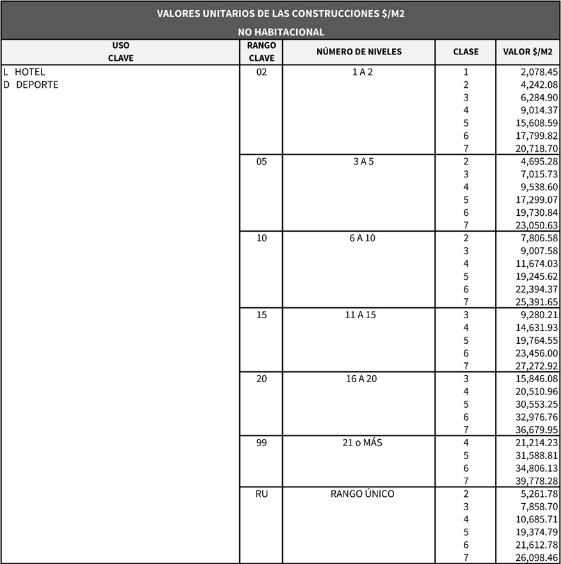 VALORES UNITARIOS DE LAS CONSTRUCCIONES $/M2
NO HABITACIONAL
USO CLAVE RANGO CLAVE NÚMERO DE NIVELES CLASE VALOR $/M2
L HOTEL 02 1 A 2 1 2,078.45
D DEPORTE 2 4,242.08
3 6,284.90
4 9,014.37
5 15,608.59
6 17,799.82
7 20,718.70
05 3 A 5 2 4,695.28
3 7,015.73
4 9,538.60
5 17,299.07
6 19,730.84
7 23,050.63
10 6 A 10 2 7,806.58
3 9,007.58
4 11,674.03
5 19,245.62
6 22,394.37
7 25,391.65
15 11 A 15 3 9,280.21
4 14,631.93
5 19,764.55
6 23,456.00
7 27,272.92
20 16 A 20 3 15,846.08
4 20,510.96
5 30,553.25
6 32,976.76
7 36,679.95
99 21 o MÁS 4 21,214.23
5 31,588.81
6 34,806.13
7 39,778.28
RU RANGO ÚNICO 2 5,261.78
3 7,858.70
4 10,685.71
5 19,374.79
6 21,612.78
7 26,098.46